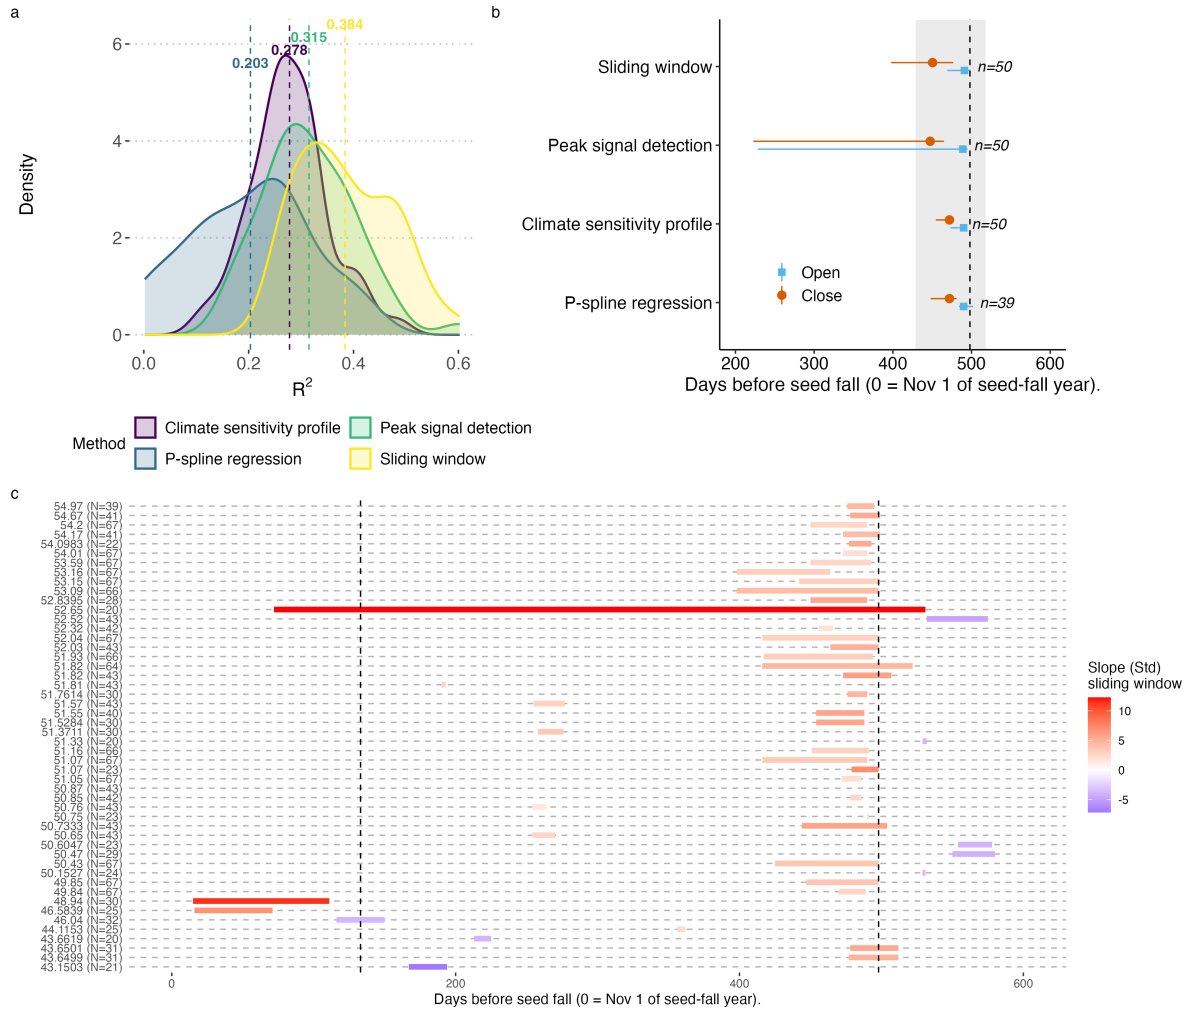 a
0.384
0.315
0.278
0.203
6
4
2
0
Density
0.0
0.2
0.4
0.6
R2
Method
Climate sensitivity profile
Peak signal detection
P-spline regression
Sliding window
b
Sliding window
n=50
Peak signal detection
n=50
Climate sensitivity profile
n=50
P-spline regression
n=39
Open
Close
200
300
400
500
600
Days before seed fall (0 = Nov 1 of seed-fall year).
c
54.97 (N=39)
54.67 (N=41)
54.2 (N=67)
54.17 (N=41)
54.0983 (N=22)
54.01 (N=67)
53.59 (N=67)
53.16 (N=67)
53.15 (N=67)
53.09 (N=66)
52.8395 (N=28)
52.65 (N=20)
52.52 (N=43)
52.32 (N=42)
52.04 (N=67)
52.03 (N=43)
51.93 (N=66)
51.82 (N=64)
51.82 (N=43)
51.81 (N=43)
51.7614 (N=30)
51.57 (N=43)
51.55 (N=40)
51.5284 (N=30)
51.3711 (N=30)
51.33 (N=20)
51.16 (N=66)
51.07 (N=67)
51.07 (N=23)
51.05 (N=67)
50.87 (N=43)
50.85 (N=42)
50.76 (N=43)
50.75 (N=23)
50.7333 (N=43)
50.65 (N=43)
50.6047 (N=23)
50.47 (N=29)
50.43 (N=67)
50.1527 (N=24)
49.85 (N=67)
49.84 (N=67)
48.94 (N=30)
46.5839 (N=25)
46.04 (N=32)
44.1153 (N=25)
43.6619 (N=20)
43.6501 (N=31)
43.6499 (N=31)
43.1503 (N=21)
0
200
400
600
Days before seed fall (0 = Nov 1 of seed-fall year).
Slope (Std)
sliding window
10
5
0
-5